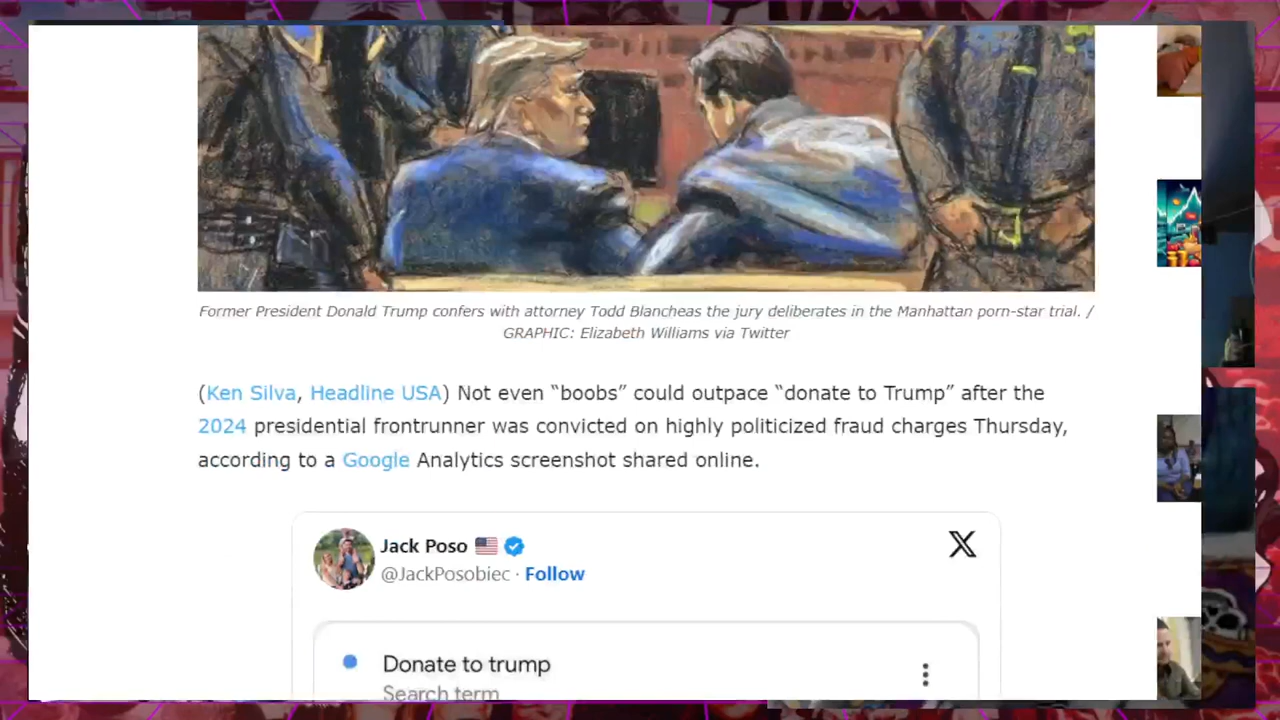 Former President Donald Trump confers with attorney Todd Blancheas the jury deliberates in the Manhattan porn-star trial. /
GRAPHIC: Elizabeth Williams via Twitter
(Ken Silva, Headline USA) Not even “boobs” could outpace “donate to Trump” after the
2024 presidential frontrunner was convicted on highly politicized fraud charges Thursday,
according to a Google Analytics screenshot shared online.
Jack Poso
@JackPosobiec · Follow
Donate to trump
Search term